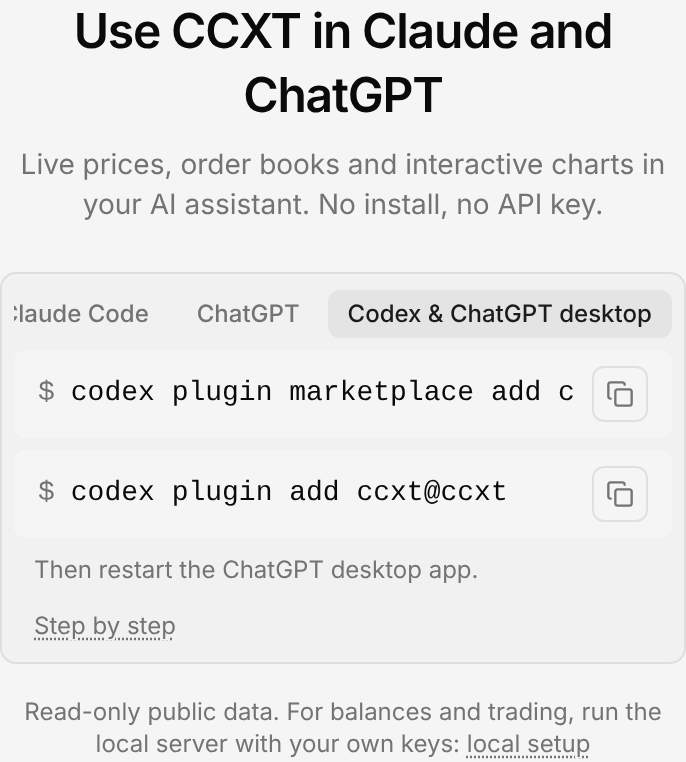 Use CCXT in Claude and
ChatGPT
Live prices, order books and interactive charts in
your AI assistant. No install, no API key.
Claude Code ChatGPT Codex & ChatGPT desktop
$ codex plugin marketplace add c
$ codex plugin add ccxt@ccxt
Then restart the ChatGPT desktop app.
Step by step
Read-only public data. For balances and trading, run the
local server with your own keys: local setup